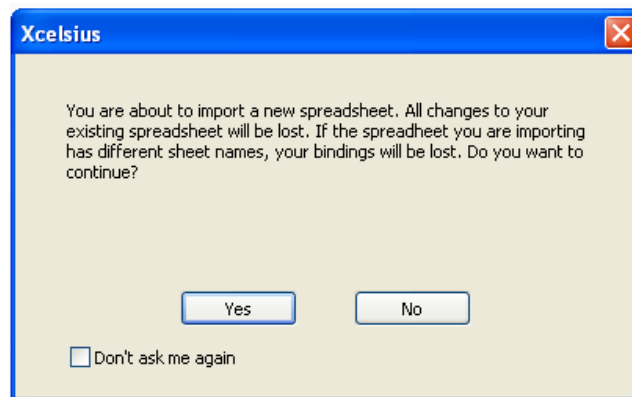 Xcelsius
You are about to import a new spreadsheet. All changes to your
existing spreadsheet will be lost. If the spreadheet you are importing
has different sheet names, your bindings will be lost. Do you want to
continue?
Yes
No
Don't ask me again